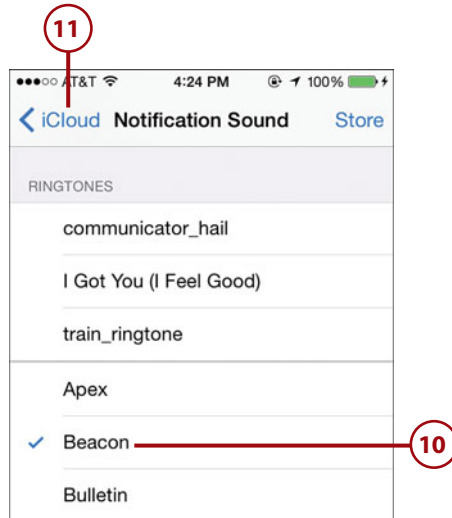 11
AT&T 4:24 PM 100%
iCloud Notification Sound Store
RINGTONES
communicator_hail
I Got You (I Feel Good)
train_ringtone
Apex
Beacon 10
Bulletin